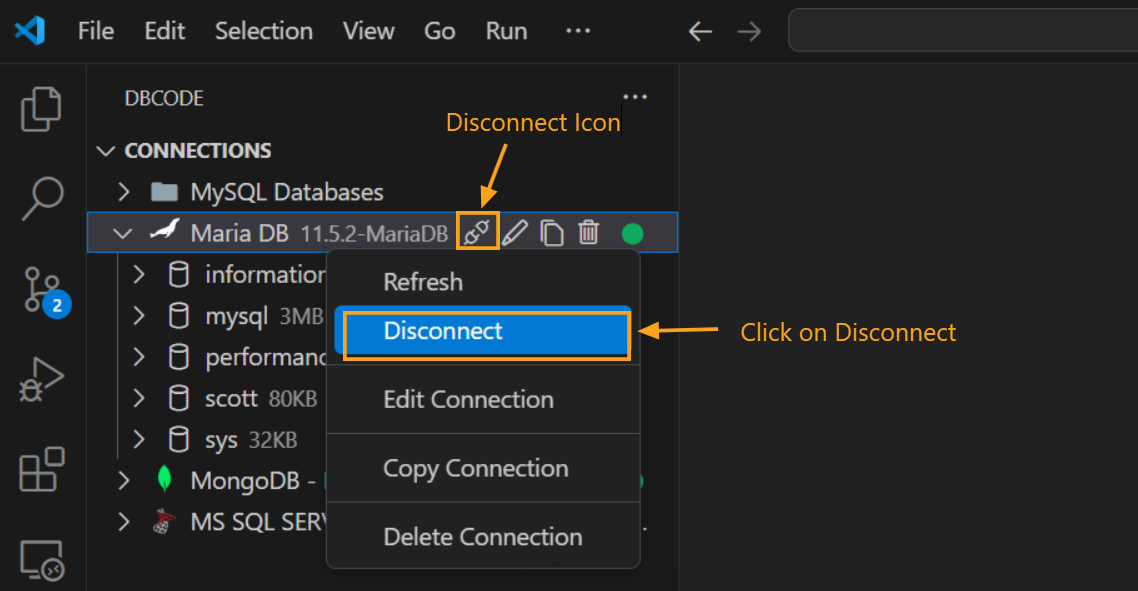 File Edit Selection View Go Run ...
DBCODE ...
Disconnect Icon
CONNECTIONS
MySQL Databases
Maria DB 11.5.2-MariaDB
information
Refresh
mysql 3MB
Disconnect
Click on Disconnect
2
performanc
scott 80KB
Edit Connection
sys 32KB
MongoDB -
Copy Connection
MS SQL SERV
Delete Connection